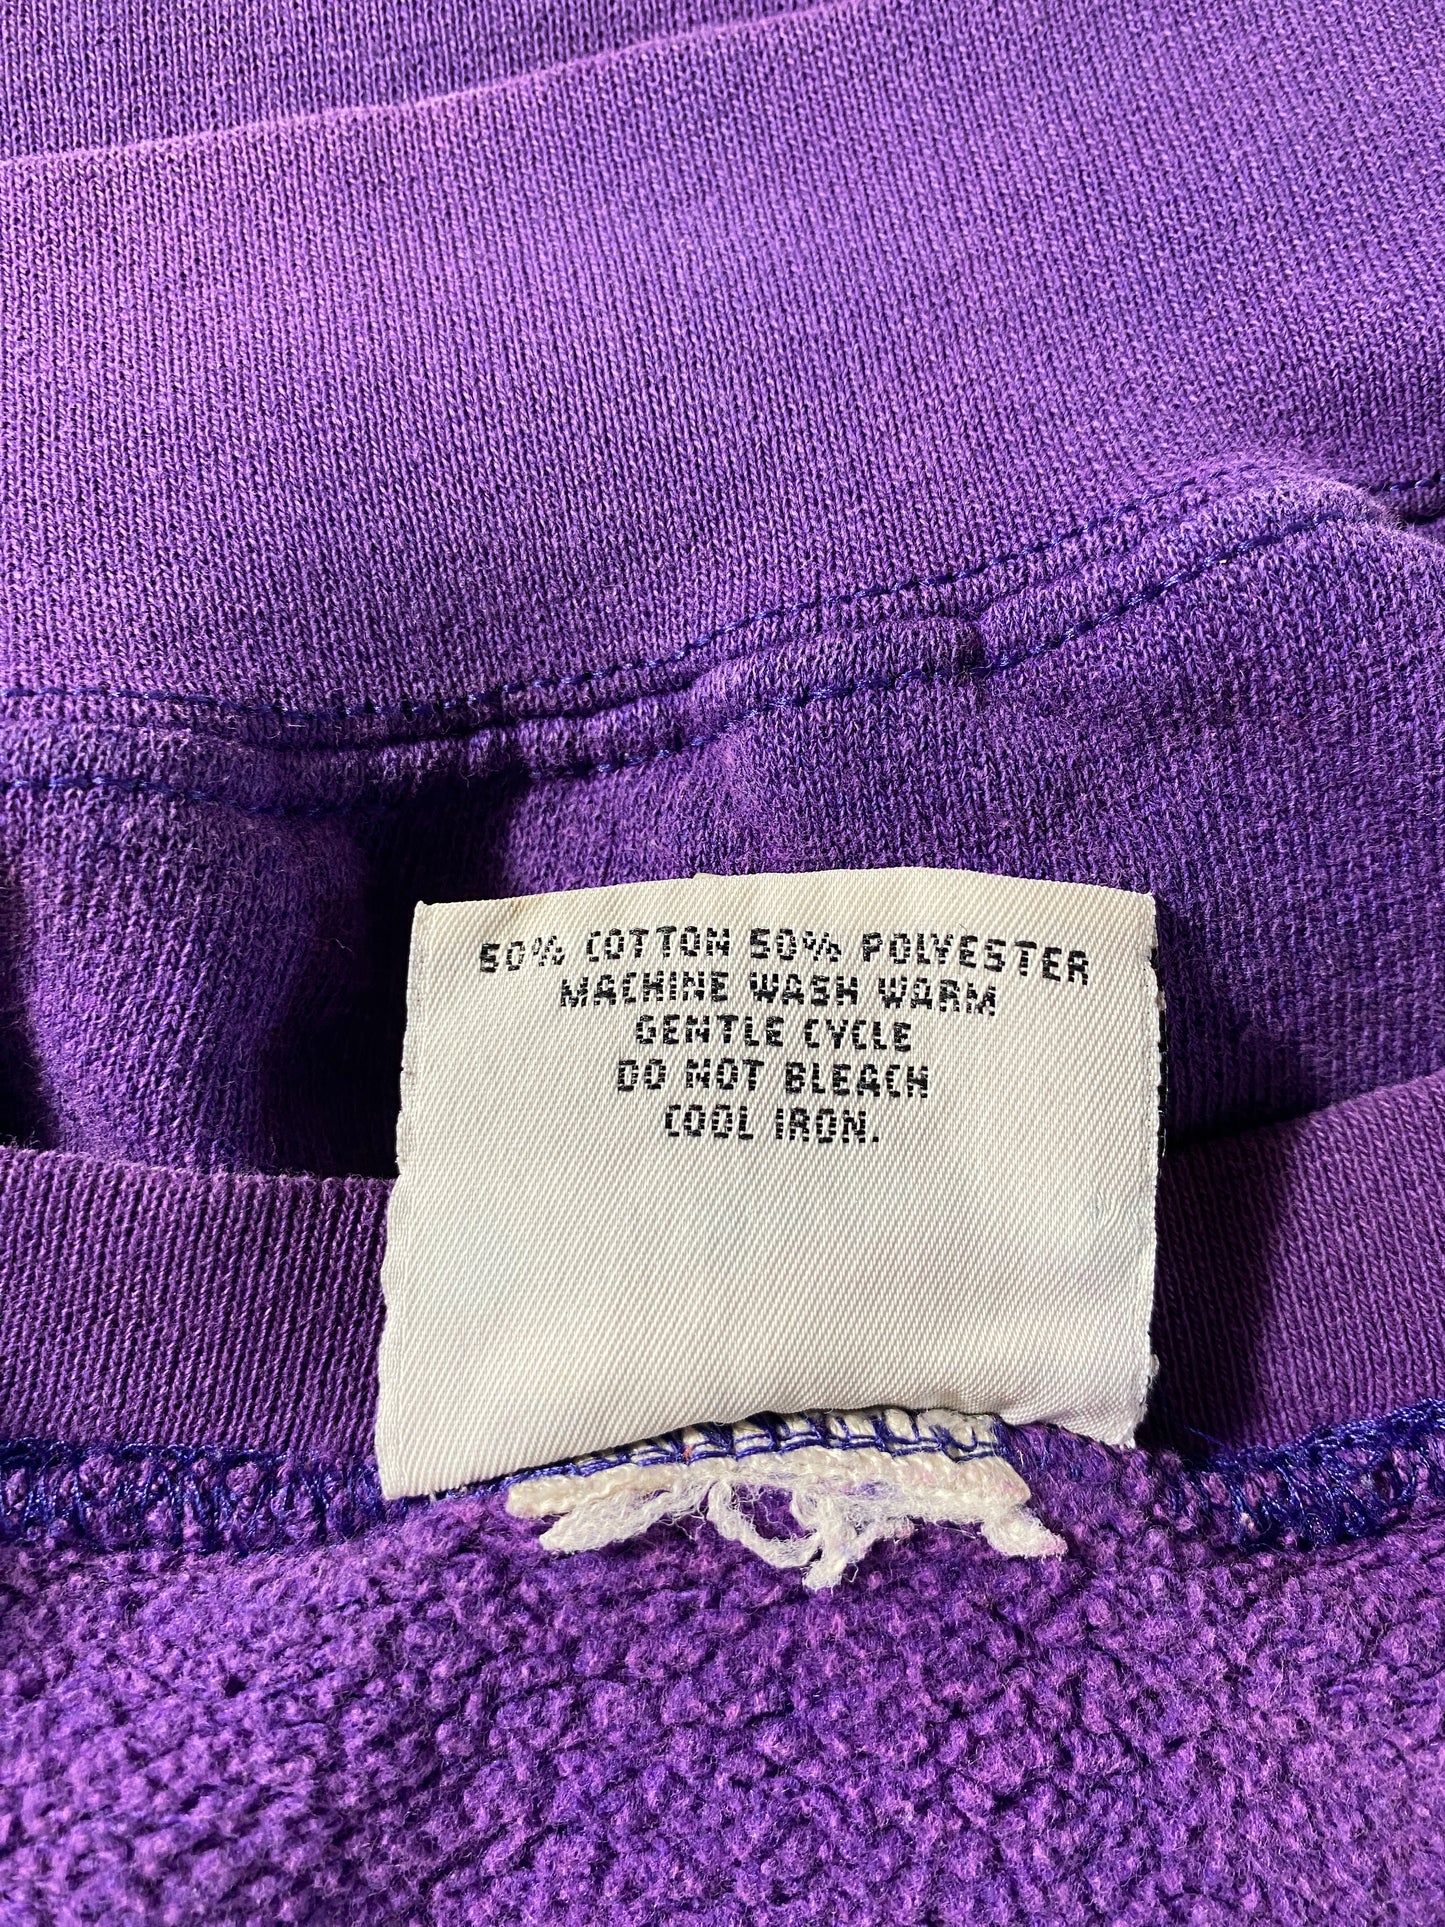 50% COTTON 50% POLYESTER
MACHINE WASH WARM
GENTLE CYCLE
DO NOT BLEACH
COOL IRON.